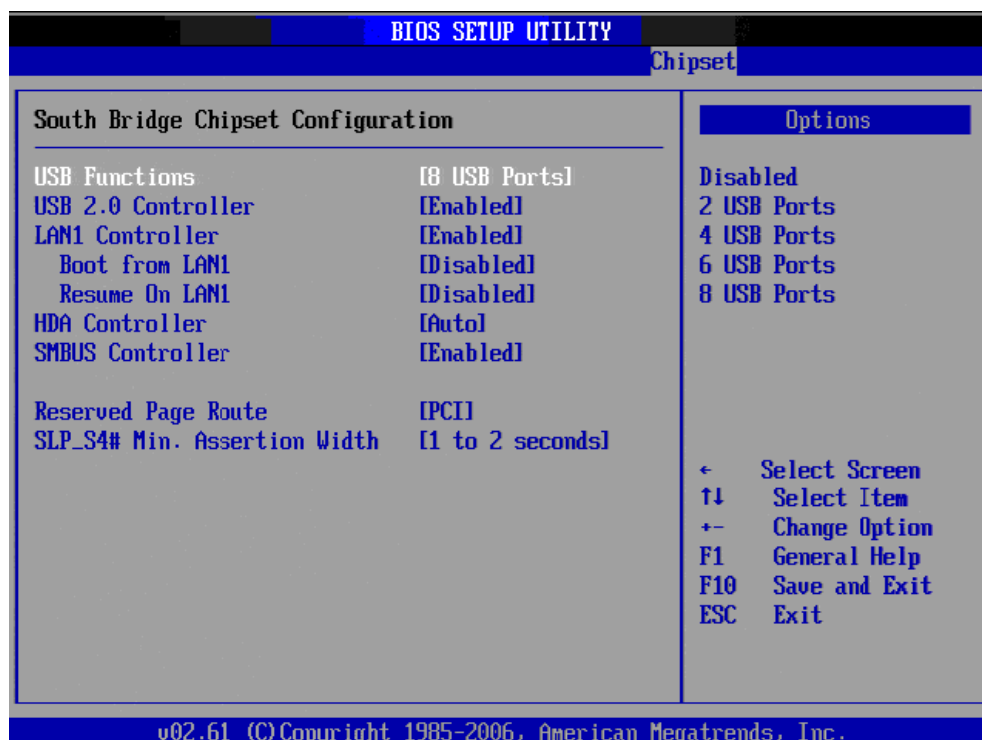 BIOS SETUP UTILITY
Chipset
South Bridge Chipset Configuration
USB Functions [8 USB Ports]
USB 2.0 Controller [Enabled]
LAN1 Controller [Enabled]
Boot from LAN1 [Disabled]
Resume On LAN1 [Disabled]
HDA Controller [Auto]
SMBUS Controller [Enabled]
Reserved Page Route [PCI]
SLP_S4# Min. Assertion Width [1 to 2 seconds]
Options
Disabled
2 USB Ports
4 USB Ports
6 USB Ports
8 USB Ports
← Select Screen
↑↓ Select Item
+- Change Option
F1 General Help
F10 Save and Exit
ESC Exit
v02.61 (C)Copyright 1985-2006, American Megatrends, Inc.